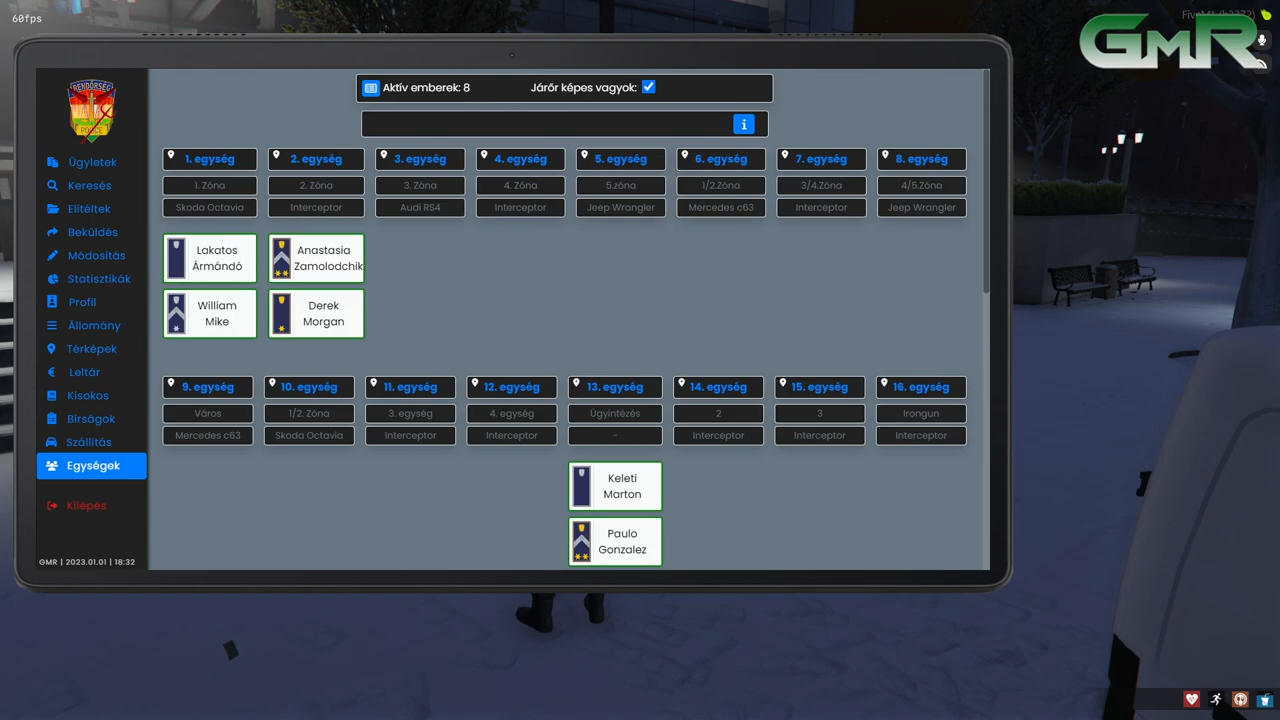 60fps
GMR
RENDŐRSÉG
POLICE
Ügyletek
Keresés
Elítéltek
Beküldés
Módosítás
Statisztikák
Profil
Állomány
Térképek
Leltár
Kisokos
Bírságok
Szállítás
Egységek
Kilépés
GMR | 2023.01.01 | 18:32
Aktív emberek: 8 Járőr képes vagyok:
1. egység 2. egység 3. egység 4. egység 5. egység 6. egység 7. egység 8. egység
1. Zóna 2. Zóna 3. Zóna 4. Zóna 5.zóna 1/2.Zóna 3/4.Zóna 4/5.Zóna
Skoda Octavia Interceptor Audi RS4 Interceptor Jeep Wrangler Mercedes c63 Interceptor Jeep Wrangler
Lakatos Ármándó
Anastasia Zamolodchik
William Mike
Derek Morgan
9. egység 10. egység 11. egység 12. egység 13. egység 14. egység 15. egység 16. egység
Város 1/2. Zóna 3. egység 4. egység Ügyintézés 2 3 Irongun
Mercedes c63 Skoda Octavia Interceptor Interceptor - Interceptor Interceptor Interceptor
Keleti Marton
Paulo Gonzalez